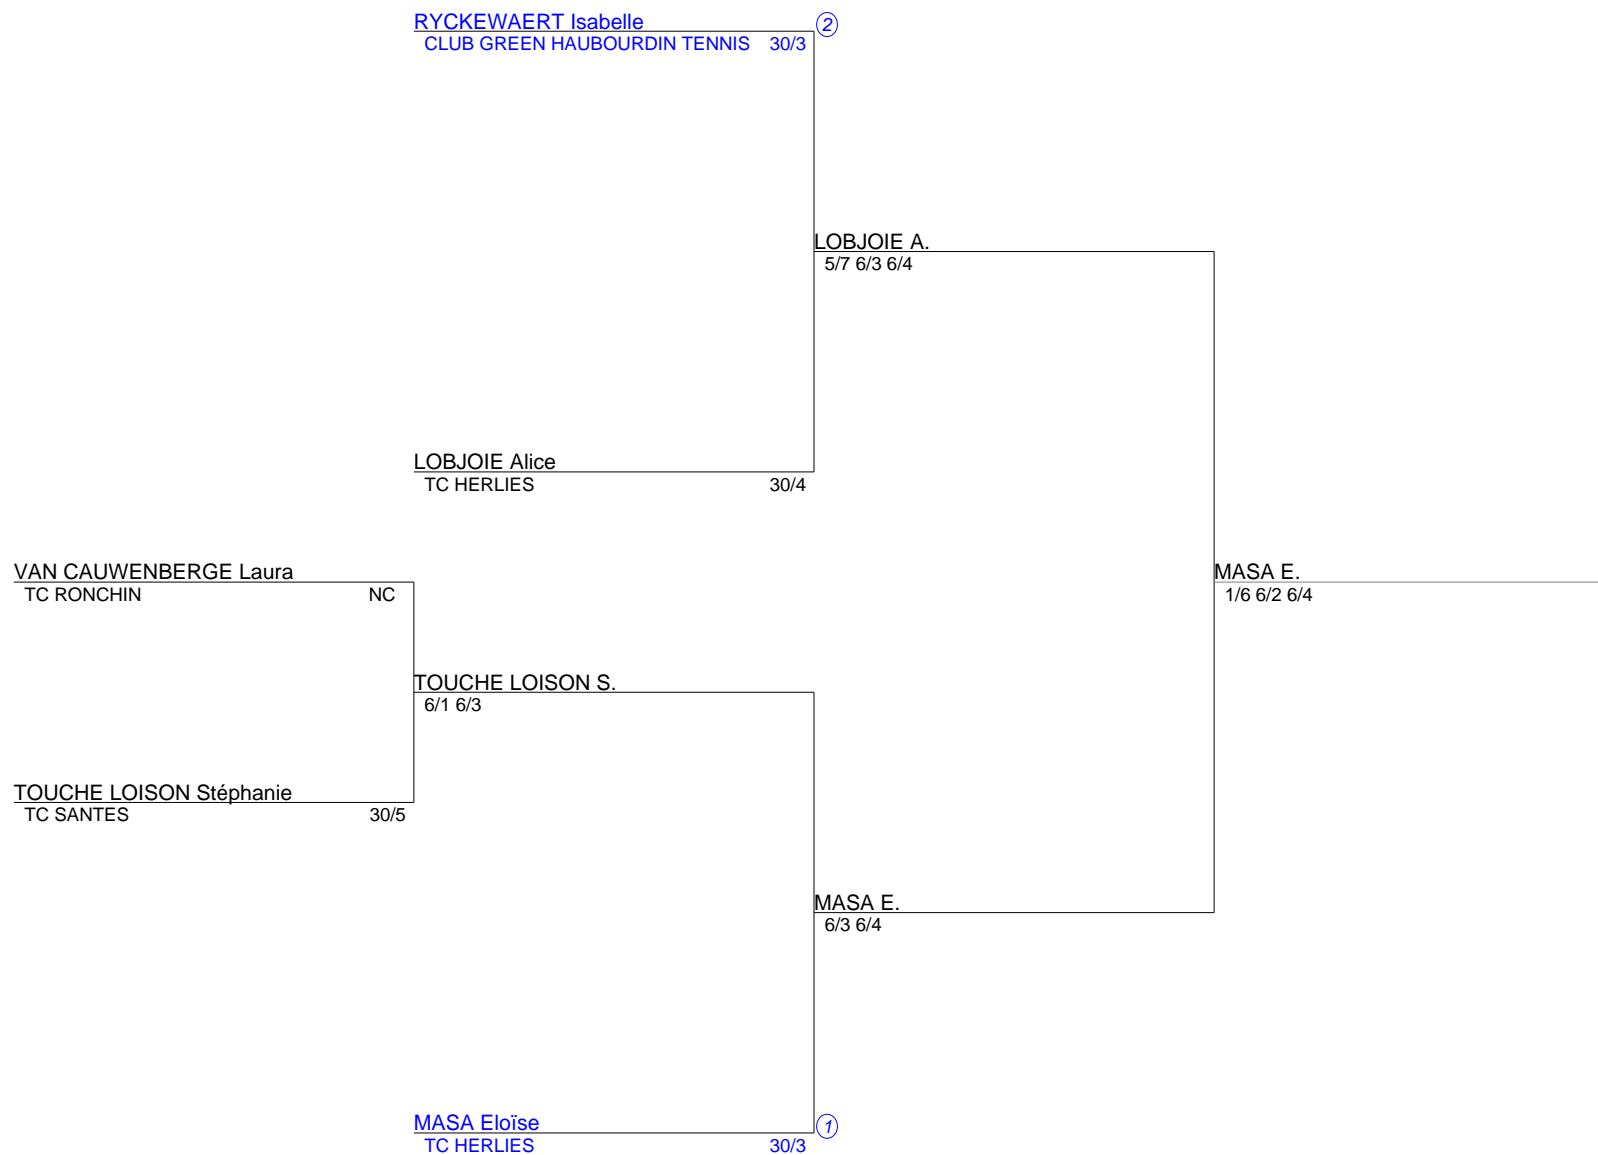 RYCKEWAERT Isabelle 2
CLUB GREEN HAUBOURDIN TENNIS 30/3
LOBJOIE A.
5/7 6/3 6/4
LOBJOIE Alice
TC HERLIES 30/4
VAN CAUWENBERGE Laura
TC RONCHIN NC
MASA E.
1/6 6/2 6/4
TOUCHE LOISON S.
6/1 6/3
TOUCHE LOISON Stéphanie
TC SANTES 30/5
MASA E.
6/3 6/4
MASA Eloïse 1
TC HERLIES 30/3